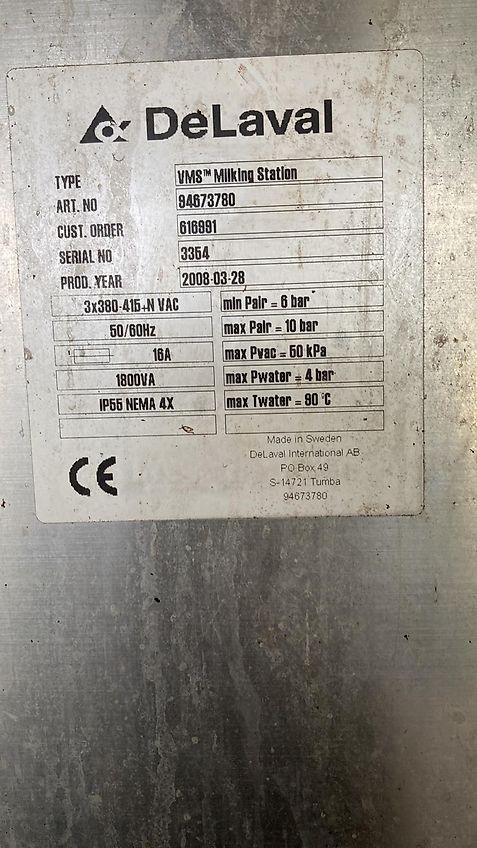 DeLaval
TYPE VMS™ Milking Station
ART. NO 94673780
CUST. ORDER 616991
SERIAL NO 3354
PROD. YEAR 2008-03-28
3x380-415+N VAC min Pair = 6 bar
50/60Hz max Pair = 10 bar
16A max Pvac = 50 kPa
1800VA max Pwater = 4 bar
IP55 NEMA 4X max Twater = 90 °C
Made in Sweden
DeLaval International AB
PO Box 49
S-14721 Tumba
94673780
CE